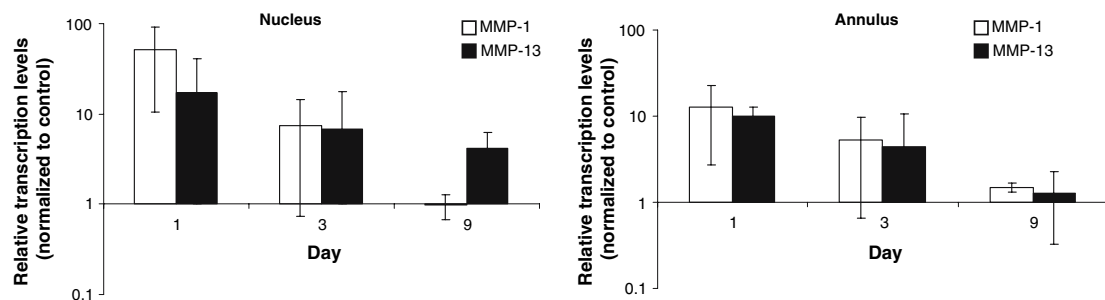 Nucleus
Relative transcription levels
(normalized to control)
100
10
1
0.1
MMP-1
MMP-13
1 3 9
Day
Annulus
Relative transcription levels
(normalized to control)
100
10
1
0.1
MMP-1
MMP-13
1 3 9
Day